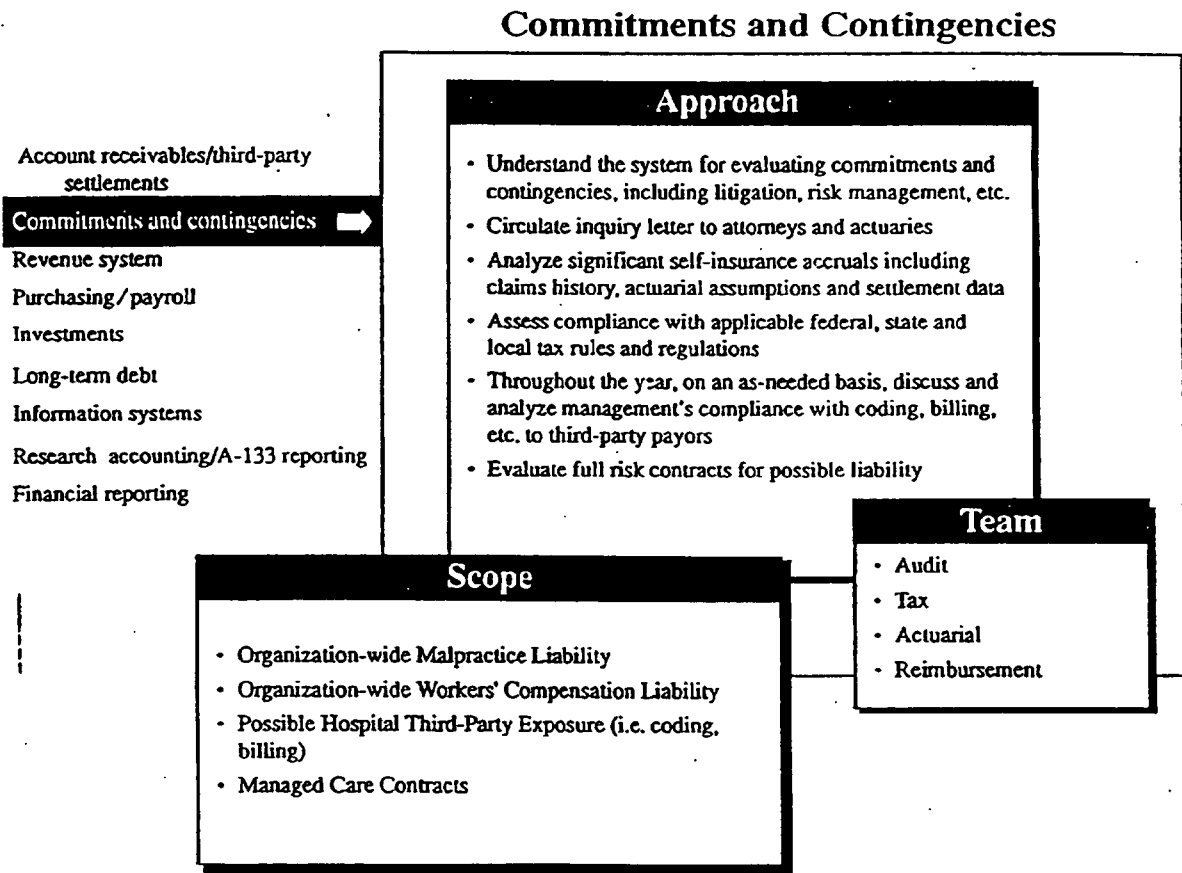 Commitments and Contingencies
Account receivables/third-party
settlements
Commitments and contingencies
Revenue system
Purchasing/payroll
Investments
Long-term debt
Information systems
Research accounting/A-133 reporting
Financial reporting
Approach
• Understand the system for evaluating commitments and
contingencies, including litigation, risk management, etc.
• Circulate inquiry letter to attorneys and actuaries
• Analyze significant self-insurance accruals including
claims history, actuarial assumptions and settlement data
• Assess compliance with applicable federal, state and
local tax rules and regulations
• Throughout the year, on an as-needed basis, discuss and
analyze management's compliance with coding, billing,
etc. to third-party payors
• Evaluate full risk contracts for possible liability
Team
• Audit
• Tax
• Actuarial
• Reimbursement
Scope
• Organization-wide Malpractice Liability
• Organization-wide Workers' Compensation Liability
• Possible Hospital Third-Party Exposure (i.e. coding,
billing)
• Managed Care Contracts